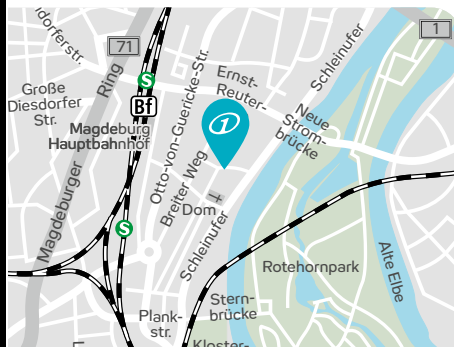 dorferstr.
71
1
Ring
Große
Diesdorfer
Str.
S
Bf
Magdeburg
Hauptbahnhof
Otto-von-Guericke-Str.
Ernst-
Reuter-
Schleinufer
Neue
Strom-
brücke
Breiter Weg
Dom
Magdeburger
S
Schleinufer
Rotehornpark
Alte Elbe
Plank-
str.
Stern-
brücke
Kloster-